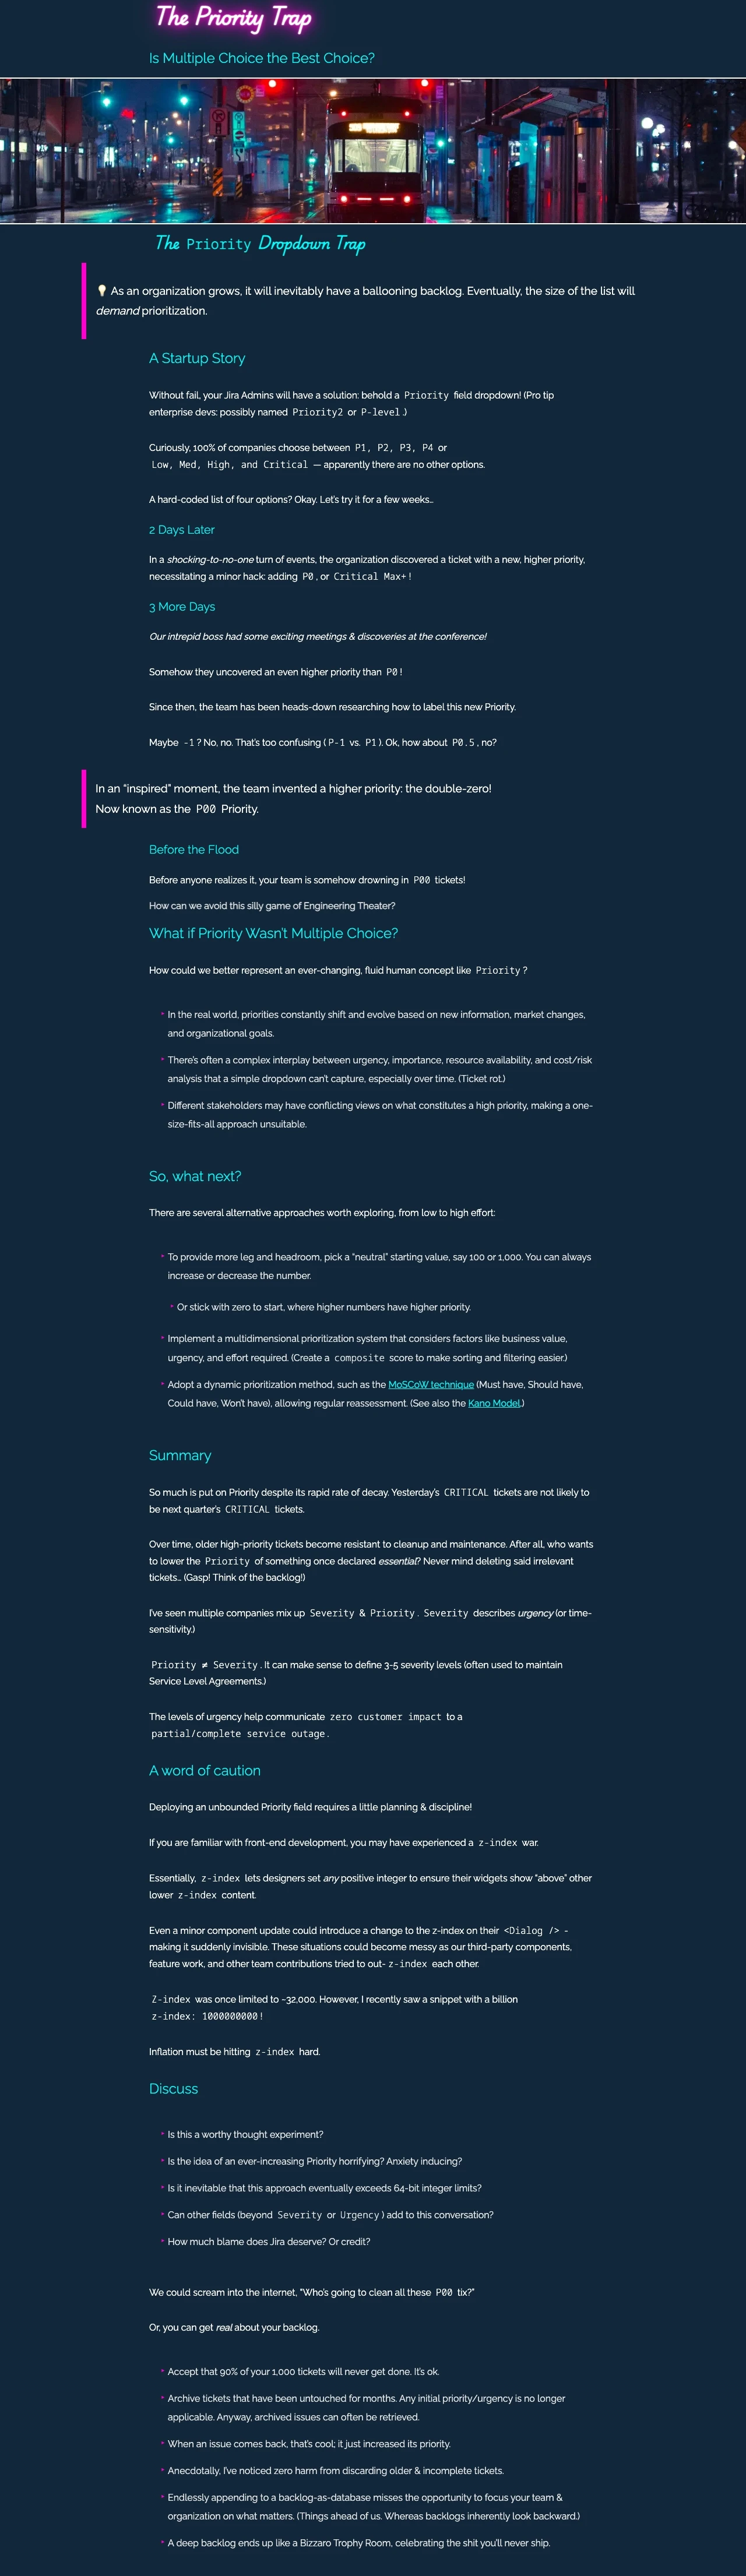 The Priority Trap
Is Multiple Choice the Best Choice?
The Priority Dropdown Trap
💡 As an organization grows, it will inevitably have a ballooning backlog. Eventually, the size of the list will
demand prioritization.
A Startup Story
Without fail, your Jira Admins will have a solution: behold a Priority field dropdown! (Pro tip
enterprise devs: possibly named Priority2 or P-level.)
Curiously, 100% of companies choose between P1, P2, P3, P4 or
Low, Med, High, and Critical — apparently there are no other options.
A hard-coded list of four options? Okay. Let's try it for a few weeks…
2 Days Later
In a shocking-to-no-one turn of events, the organization discovered a ticket with a new, higher priority,
necessitating a minor hack: adding P0, or Critical Max+!
3 More Days
Our intrepid boss had some exciting meetings & discoveries at the conference!
Somehow they uncovered an even higher priority than P0!
Since then, the team has been heads-down researching how to label this new Priority.
Maybe -1? No, no. That's too confusing (P-1 vs. P1). Ok, how about P0.5, no?
In an “inspired” moment, the team invented a higher priority: the double-zero!
Now known as the P00 Priority.
Before the Flood
Before anyone realizes it, your team is somehow drowning in P00 tickets!
How can we avoid this silly game of Engineering Theater?
What if Priority Wasn't Multiple Choice?
How could we better represent an ever-changing, fluid human concept like Priority?
‣ In the real world, priorities constantly shift and evolve based on new information, market changes,
and organizational goals.
‣ There's often a complex interplay between urgency, importance, resource availability, and cost/risk
analysis that a simple dropdown can't capture, especially over time. (Ticket rot.)
‣ Different stakeholders may have conflicting views on what constitutes a high priority, making a one-
size-fits-all approach unsuitable.
So, what next?
There are several alternative approaches worth exploring, from low to high effort:
‣ To provide more leg and headroom, pick a “neutral” starting value, say 100 or 1,000. You can always
increase or decrease the number.
‣ Or stick with zero to start, where higher numbers have higher priority.
‣ Implement a multidimensional prioritization system that considers factors like business value,
urgency, and effort required. (Create a composite score to make sorting and filtering easier.)
‣ Adopt a dynamic prioritization method, such as the MoSCoW technique (Must have, Should have,
Could have, Won't have), allowing regular reassessment. (See also the Kano Model.)
Summary
So much is put on Priority despite its rapid rate of decay. Yesterday's CRITICAL tickets are not likely to
be next quarter's CRITICAL tickets.
Over time, older high-priority tickets become resistant to cleanup and maintenance. After all, who wants
to lower the Priority of something once declared essential? Never mind deleting said irrelevant
tickets… (Gasp! Think of the backlog!)
I've seen multiple companies mix up Severity & Priority. Severity describes urgency (or time-
sensitivity.)
Priority ≠ Severity. It can make sense to define 3-5 severity levels (often used to maintain
Service Level Agreements.)
The levels of urgency help communicate zero customer impact to a
partial/complete service outage.
A word of caution
Deploying an unbounded Priority field requires a little planning & discipline!
If you are familiar with front-end development, you may have experienced a z-index war.
Essentially, z-index lets designers set any positive integer to ensure their widgets show “above” other
lower z-index content.
Even a minor component update could introduce a change to the z-index on their <Dialog /> -
making it suddenly invisible. These situations could become messy as our third-party components,
feature work, and other team contributions tried to out-z-index each other.
Z-index was once limited to ~32,000. However, I recently saw a snippet with a billion
z-index: 1000000000!
Inflation must be hitting z-index hard.
Discuss
‣ Is this a worthy thought experiment?
‣ Is the idea of an ever-increasing Priority horrifying? Anxiety inducing?
‣ Is it inevitable that this approach eventually exceeds 64-bit integer limits?
‣ Can other fields (beyond Severity or Urgency) add to this conversation?
‣ How much blame does Jira deserve? Or credit?
We could scream into the internet, “Who's going to clean all these P00 tix?”
Or, you can get real about your backlog.
‣ Accept that 90% of your 1,000 tickets will never get done. It's ok.
‣ Archive tickets that have been untouched for months. Any initial priority/urgency is no longer
applicable. Anyway, archived issues can often be retrieved.
‣ When an issue comes back, that's cool; it just increased its priority.
‣ Anecdotally, I've noticed zero harm from discarding older & incomplete tickets.
‣ Endlessly appending to a backlog-as-database misses the opportunity to focus your team &
organization on what matters. (Things ahead of us. Whereas backlogs inherently look backward.)
‣ A deep backlog ends up like a Bizzaro Trophy Room, celebrating the shit you'll never ship.